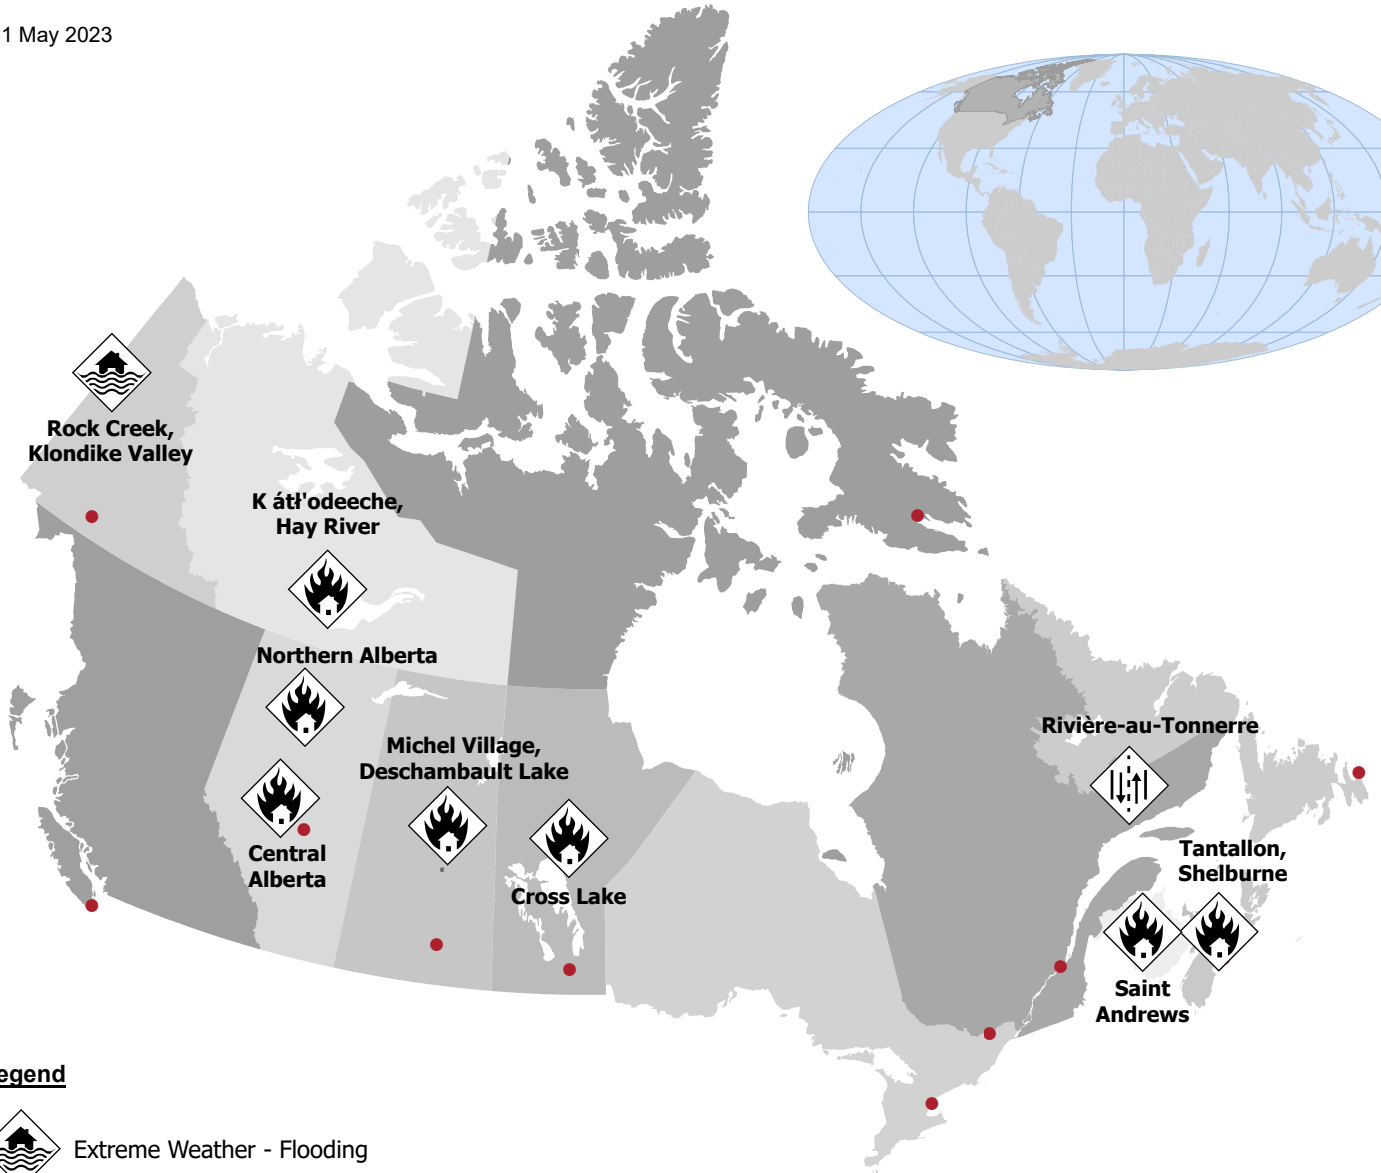 1 May 2023
Rock Creek,
Klondike Valley
K átł'odeeche,
Hay River
Northern Alberta
Michel Village,
Deschambault Lake
Central
Alberta
Cross Lake
Rivière-au-Tonnerre
Tantallon,
Shelburne
Saint
Andrews
egend
Extreme Weather - Flooding